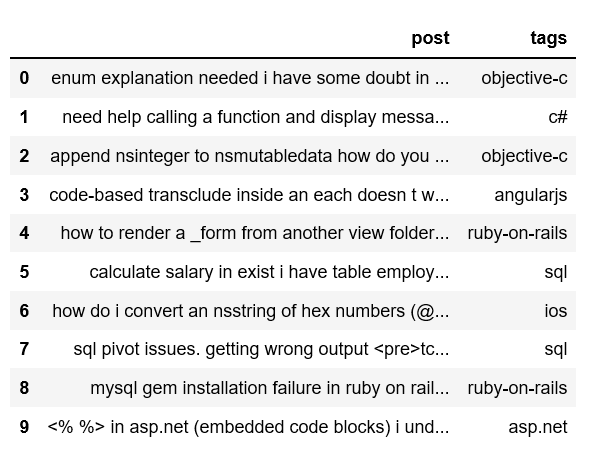 post tags
0 enum explanation needed i have some doubt in ... objective-c
1 need help calling a function and display messa... c#
2 append nsinteger to nsmutabledata how do you ... objective-c
3 code-based transclude inside an each doesn t w... angularjs
4 how to render a _form from another view folder... ruby-on-rails
5 calculate salary in exist i have table employ... sql
6 how do i convert an nsstring of hex numbers (@... ios
7 sql pivot issues. getting wrong output <pre>tc... sql
8 mysql gem installation failure in ruby on rail... ruby-on-rails
9 <% %> in asp.net (embedded code blocks) i und... asp.net